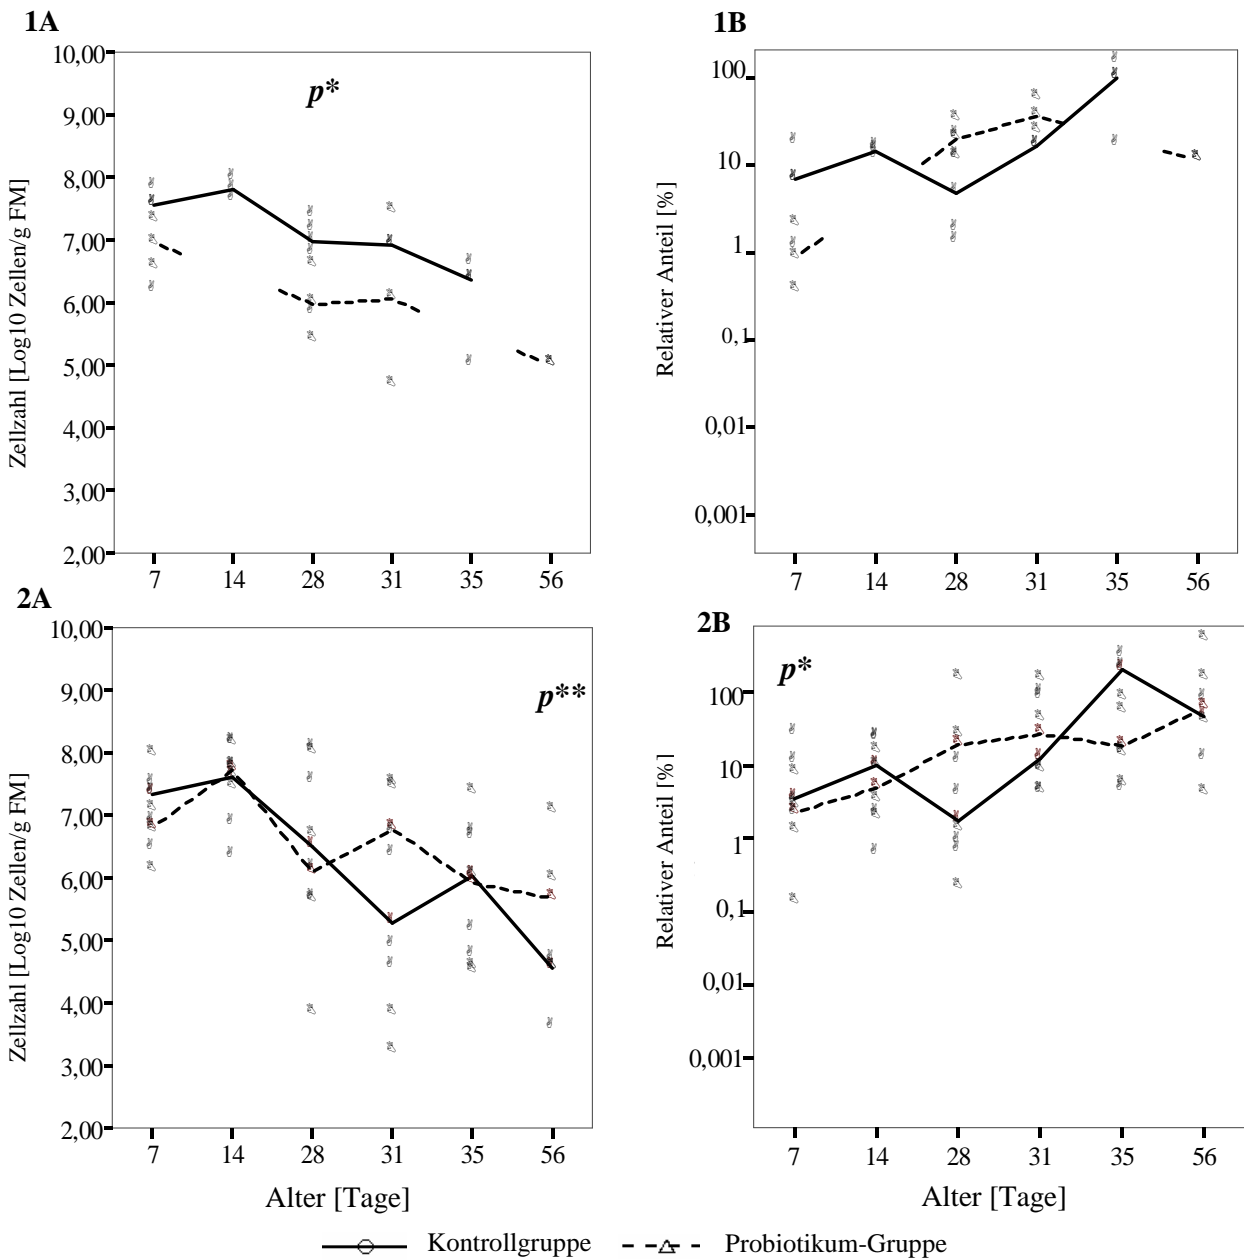 1A
10,00
9,00
8,00
7,00
6,00
5,00
4,00
3,00
2,00
Zellzahl [Log10 Zellen/g FM]
p*
7 14 28 31 35 56
1B
100
10
1
0,1
0,01
0,001
Relativer Anteil [%]
7 14 28 31 35 56
2A
10,00
9,00
8,00
7,00
6,00
5,00
4,00
3,00
2,00
Zellzahl [Log10 Zellen/g FM]
p**
7 14 28 31 35 56
Alter [Tage]
2B
100
10
1
0,1
0,01
0,001
Relativer Anteil [%]
p*
7 14 28 31 35 56
Alter [Tage]
Kontrollgruppe Probiotikum-Gruppe